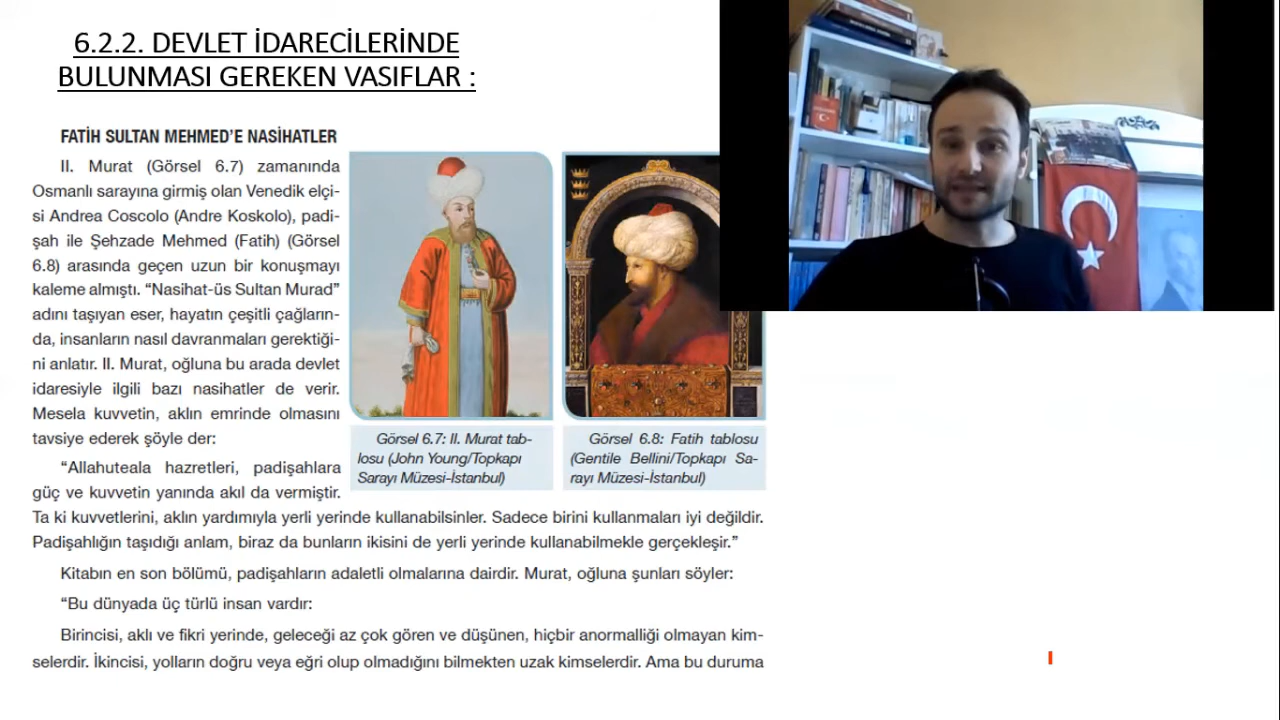 6.2.2. DEVLET İDARECİLERİNDE
BULUNMASI GEREKEN VASIFLAR :
FATİH SULTAN MEHMED’E NASİHATLER
II. Murat (Görsel 6.7) zamanında
Osmanlı sarayına girmiş olan Venedik elçi-
si Andrea Coscolo (Andre Koskolo), padi-
şah ile Şehzade Mehmed (Fatih) (Görsel
6.8) arasında geçen uzun bir konuşmayı
kaleme almıştı. “Nasihat-üs Sultan Murad”
adını taşıyan eser, hayatın çeşitli çağların-
da, insanların nasıl davranmaları gerektiği-
ni anlatır. II. Murat, oğluna bu arada devlet
idaresiyle ilgili bazı nasihatler de verir.
Mesela kuvvetin, aklın emrinde olmasını
tavsiye ederek şöyle der:
“Allahuteala hazretleri, padişahlara
güç ve kuvvetin yanında akıl da vermiştir.
Ta ki kuvvetlerini, aklın yardımıyla yerli yerinde kullanabilsinler. Sadece birini kullanmaları iyi değildir.
Padişahlığın taşıdığı anlam, biraz da bunların ikisini de yerli yerinde kullanabilmekle gerçekleşir.”
Kitabın en son bölümü, padişahların adaletli olmalarına dairdir. Murat, oğluna şunları söyler:
“Bu dünyada üç türlü insan vardır:
Birincisi, aklı ve fikri yerinde, geleceği az çok gören ve düşünen, hiçbir anormalliği olmayan kim-
selerdir. İkincisi, yolların doğru veya eğri olup olmadığını bilmekten uzak kimselerdir. Ama bu duruma
Görsel 6.7: II. Murat tab-
losu (John Young/Topkapı
Sarayı Müzesi-İstanbul)
Görsel 6.8: Fatih tablosu
(Gentile Bellini/Topkapı Sa-
rayı Müzesi-İstanbul)